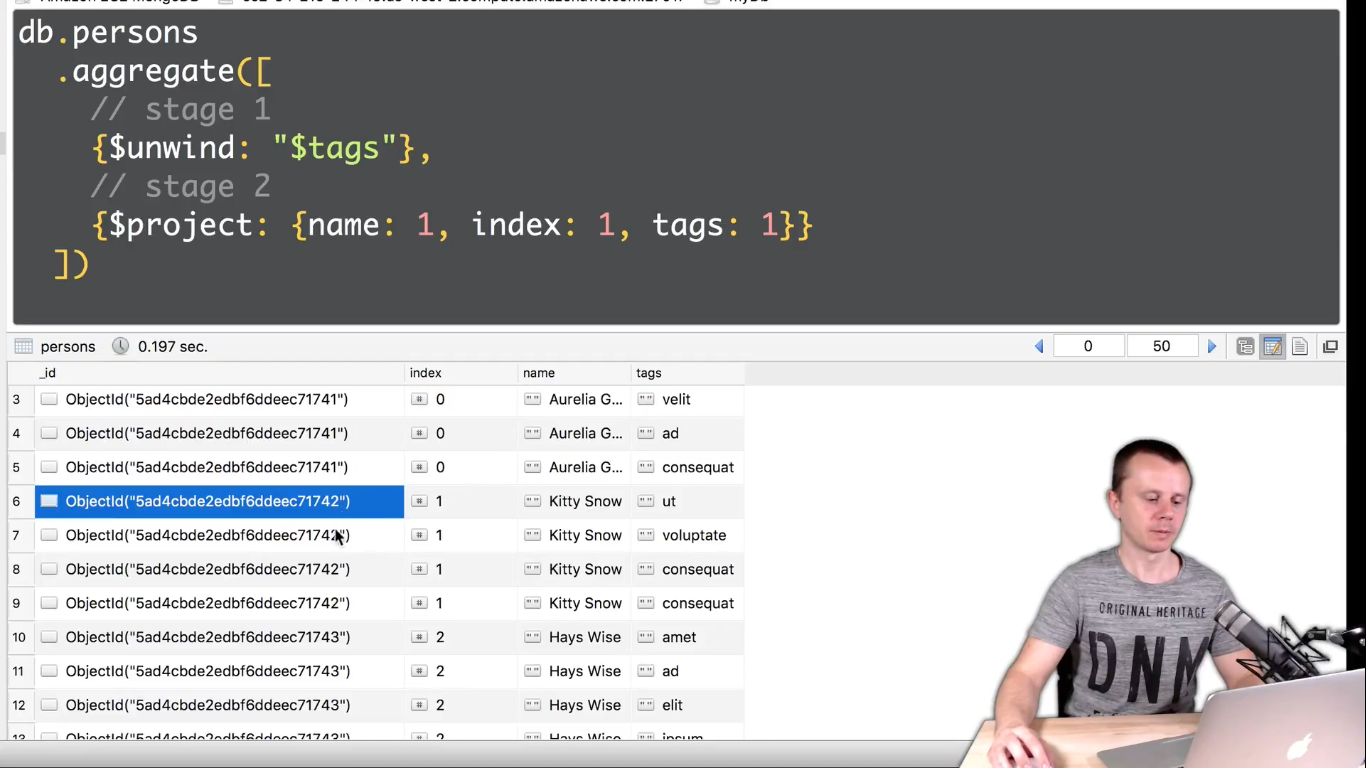 db.persons
.aggregate([
// stage 1
{$unwind: "$tags"},
// stage 2
{$project: {name: 1, index: 1, tags: 1}}
])
persons 0.197 sec. 0 50
_id index name tags
3 ObjectId("5ad4cbde2edbf6ddeec71741") # 0 "" Aurelia G... "" velit
4 ObjectId("5ad4cbde2edbf6ddeec71741") # 0 "" Aurelia G... "" ad
5 ObjectId("5ad4cbde2edbf6ddeec71741") # 0 "" Aurelia G... "" consequat
6 ObjectId("5ad4cbde2edbf6ddeec71742") # 1 "" Kitty Snow "" ut
7 ObjectId("5ad4cbde2edbf6ddeec71742") # 1 "" Kitty Snow "" voluptate
8 ObjectId("5ad4cbde2edbf6ddeec71742") # 1 "" Kitty Snow "" consequat
9 ObjectId("5ad4cbde2edbf6ddeec71742") # 1 "" Kitty Snow "" consequat
10 ObjectId("5ad4cbde2edbf6ddeec71743") # 2 "" Hays Wise "" amet
11 ObjectId("5ad4cbde2edbf6ddeec71743") # 2 "" Hays Wise "" ad
12 ObjectId("5ad4cbde2edbf6ddeec71743") # 2 "" Hays Wise "" elit
13 ObjectId("5ad4cbde2edbf6ddeec71743") # 2 "" Hays Wise "" ipsum
ORIGINAL HERITAGE
DNM